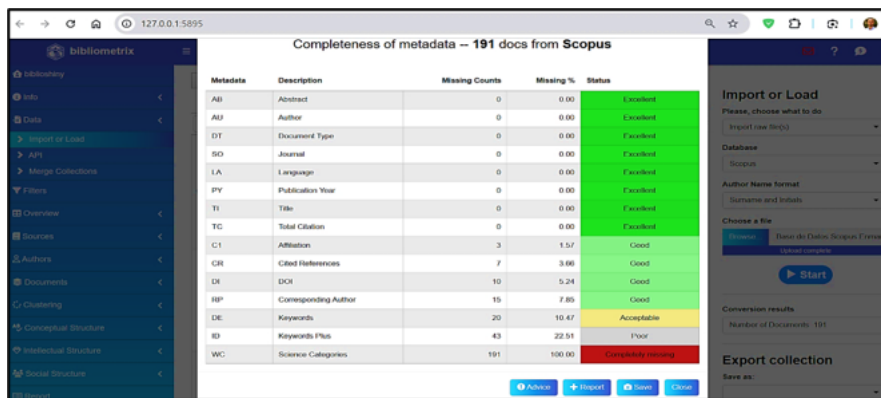 127.0.0.1:5895
bibliometrix
biblioshiny
Info
Data
Import or Load
API
Merge Collections
Filters
Overview
Sources
Authors
Documents
Clustering
Conceptual Structure
Intellectual Structure
Social Structure
Report
Completeness of metadata -- 191 docs from Scopus
Metadata Description Missing Counts Missing % Status
AB Abstract 0 0.00 Excellent
AU Author 0 0.00 Excellent
DT Document Type 0 0.00 Excellent
SO Journal 0 0.00 Excellent
LA Language 0 0.00 Excellent
PY Publication Year 0 0.00 Excellent
TI Title 0 0.00 Excellent
TC Total Citation 0 0.00 Excellent
C1 Affiliation 3 1.57 Good
CR Cited References 7 3.66 Good
DI DOI 10 5.24 Good
RP Corresponding Author 15 7.85 Good
DE Keywords 20 10.47 Acceptable
ID Keywords Plus 43 22.51 Poor
WC Science Categories 191 100.00 Completely missing
Advice Report Save Close
Import or Load
Please, choose what to do
Import raw file(s)
Database
Scopus
Author Name format
Surname and Initials
Choose a file
Browse... Base de Datos Scopus
Upload complete
Start
Conversion results
Number of Documents 191
Export collection
Save as: